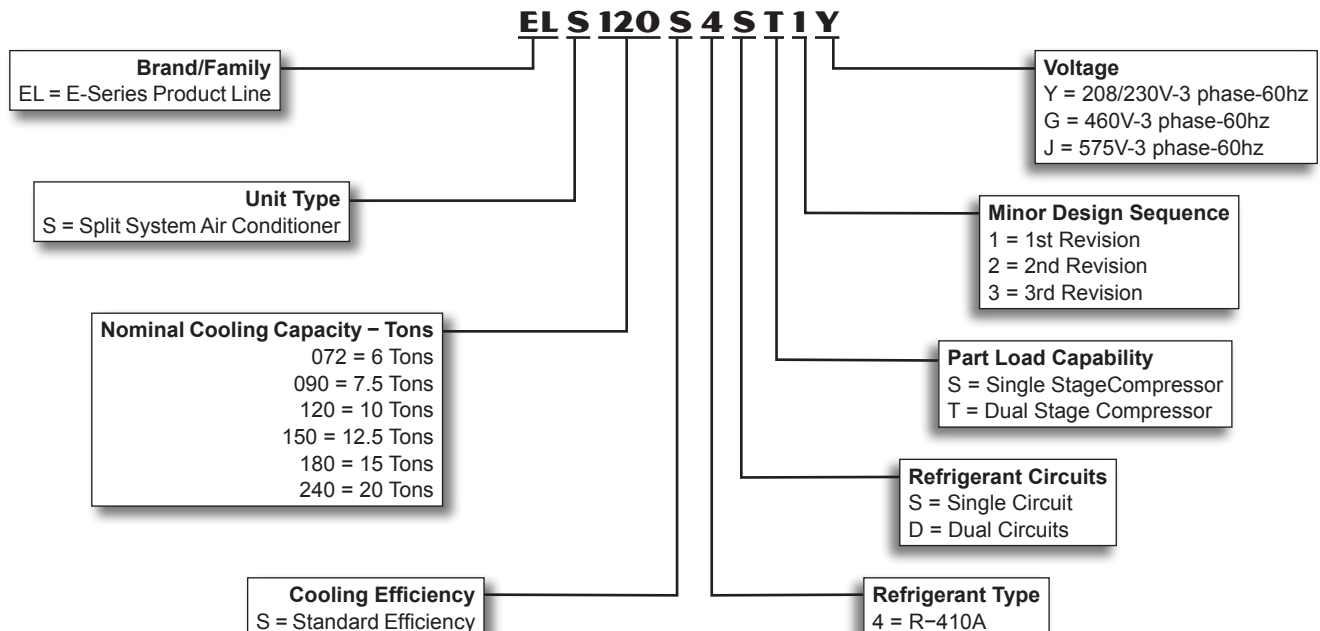 EL S 120 S 4 S T 1 Y
Brand/Family
EL = E-Series Product Line
Unit Type
S = Split System Air Conditioner
Nominal Cooling Capacity – Tons
072 = 6 Tons
090 = 7.5 Tons
120 = 10 Tons
150 = 12.5 Tons
180 = 15 Tons
240 = 20 Tons
Cooling Efficiency
S = Standard Efficiency
Voltage
Y = 208/230V-3 phase-60hz
G = 460V-3 phase-60hz
J = 575V-3 phase-60hz
Minor Design Sequence
1 = 1st Revision
2 = 2nd Revision
3 = 3rd Revision
Part Load Capability
S = Single StageCompressor
T = Dual Stage Compressor
Refrigerant Circuits
S = Single Circuit
D = Dual Circuits
Refrigerant Type
4 = R−410A